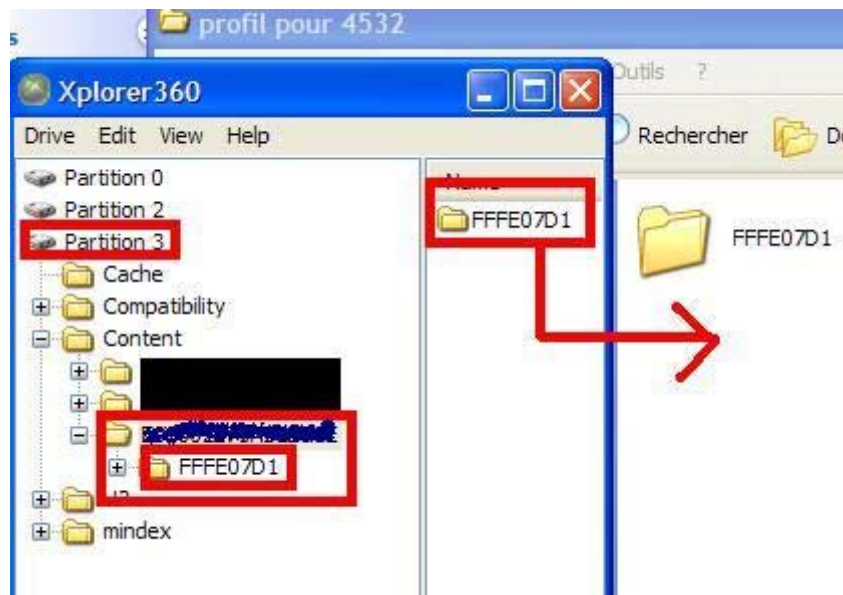 profil pour 4532
Outils ?
Rechercher
Xplorer360
Drive Edit View Help
Partition 0
Partition 2
Partition 3
Cache
Compatibility
Content
FFFE07D1
mindex
Name
FFFE07D1
FFFE07D1